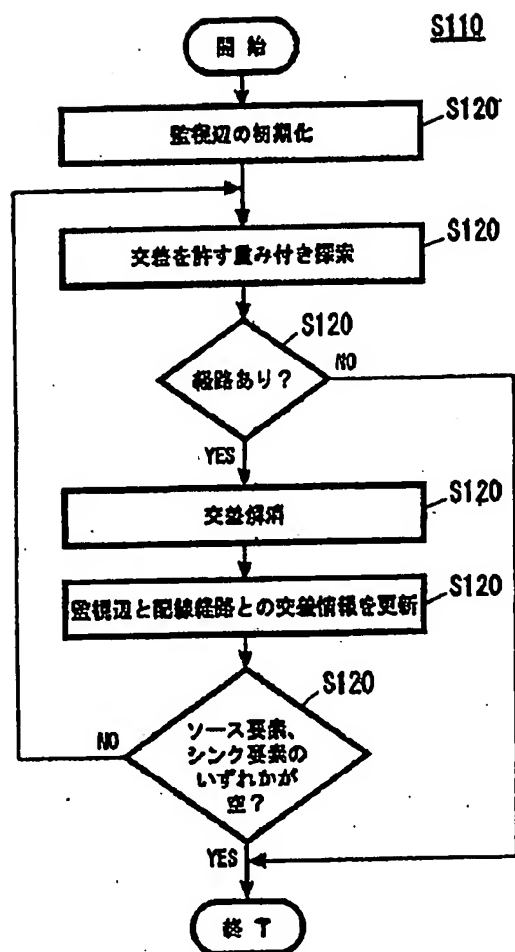 S110
開始
S120
監視辺の初期化
S120
交差を許す重み付き探索
S120
経路あり?
NO
YES
S120
交差解消
S120
監視辺と配線経路との交差情報を更新
S120
ソース要素、
シンク要素の
いずれかが
空?
NO
YES
終了